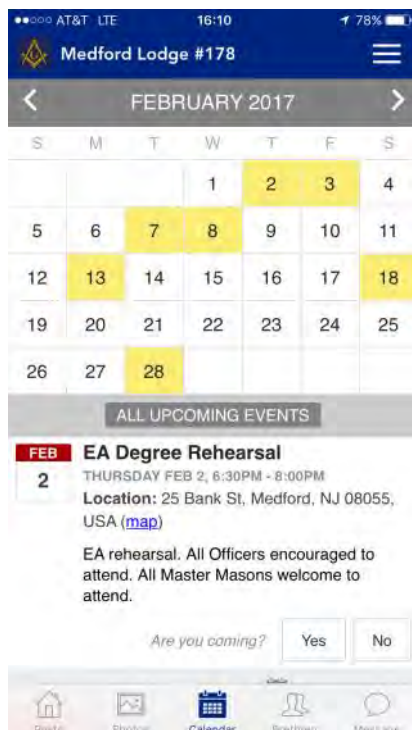 AT&T LTE 16:10 78%
Medford Lodge #178
FEBRUARY 2017
S M T W T F S
1 2 3 4
5 6 7 8 9 10 11
12 13 14 15 16 17 18
19 20 21 22 23 24 25
26 27 28
ALL UPCOMING EVENTS
FEB
2
EA Degree Rehearsal
THURSDAY FEB 2, 6:30PM - 8:00PM
Location: 25 Bank St, Medford, NJ 08055,
USA (map)
EA rehearsal. All Officers encouraged to
attend. All Master Masons welcome to
attend.
Are you coming? Yes No
Photos Calendar Brethren Message